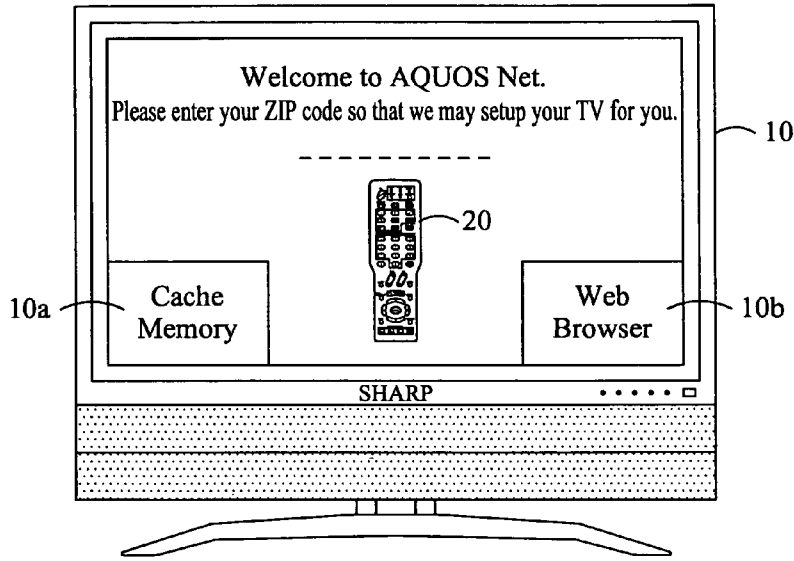 Welcome to AQUOS Net.
Please enter your ZIP code so that we may setup your TV for you.
10
20
10a
Cache
Memory
Web
Browser
10b
SHARP